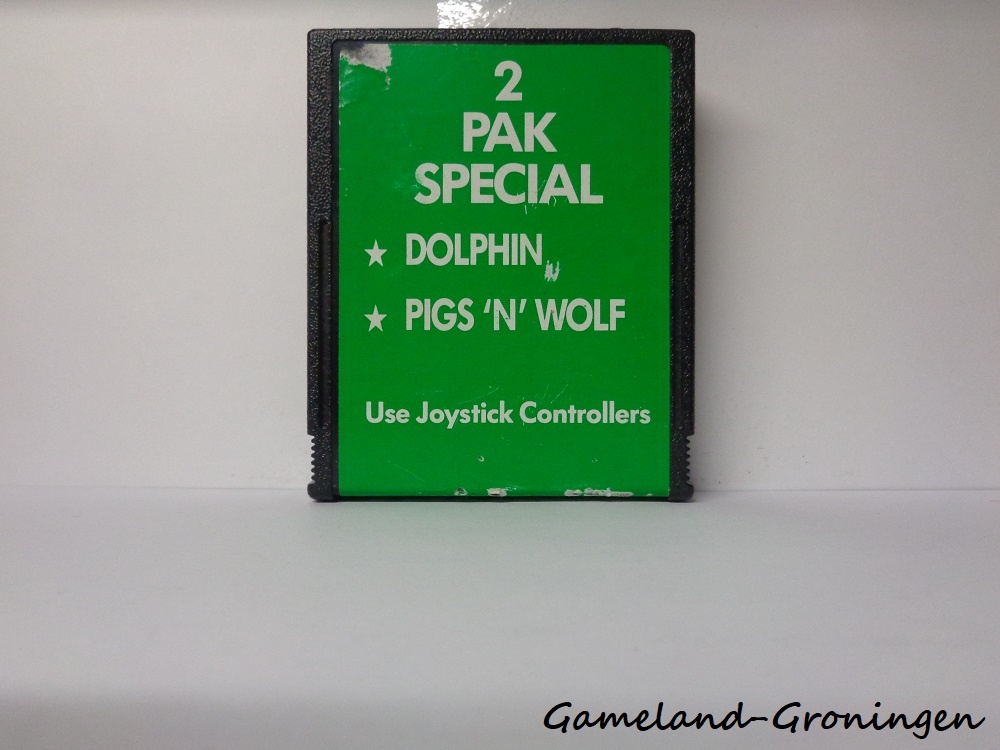 2
PAK
SPECIAL
★ DOLPHIN
★ PIGS ‘N’ WOLF
Use Joystick Controllers
Gameland-Groningen